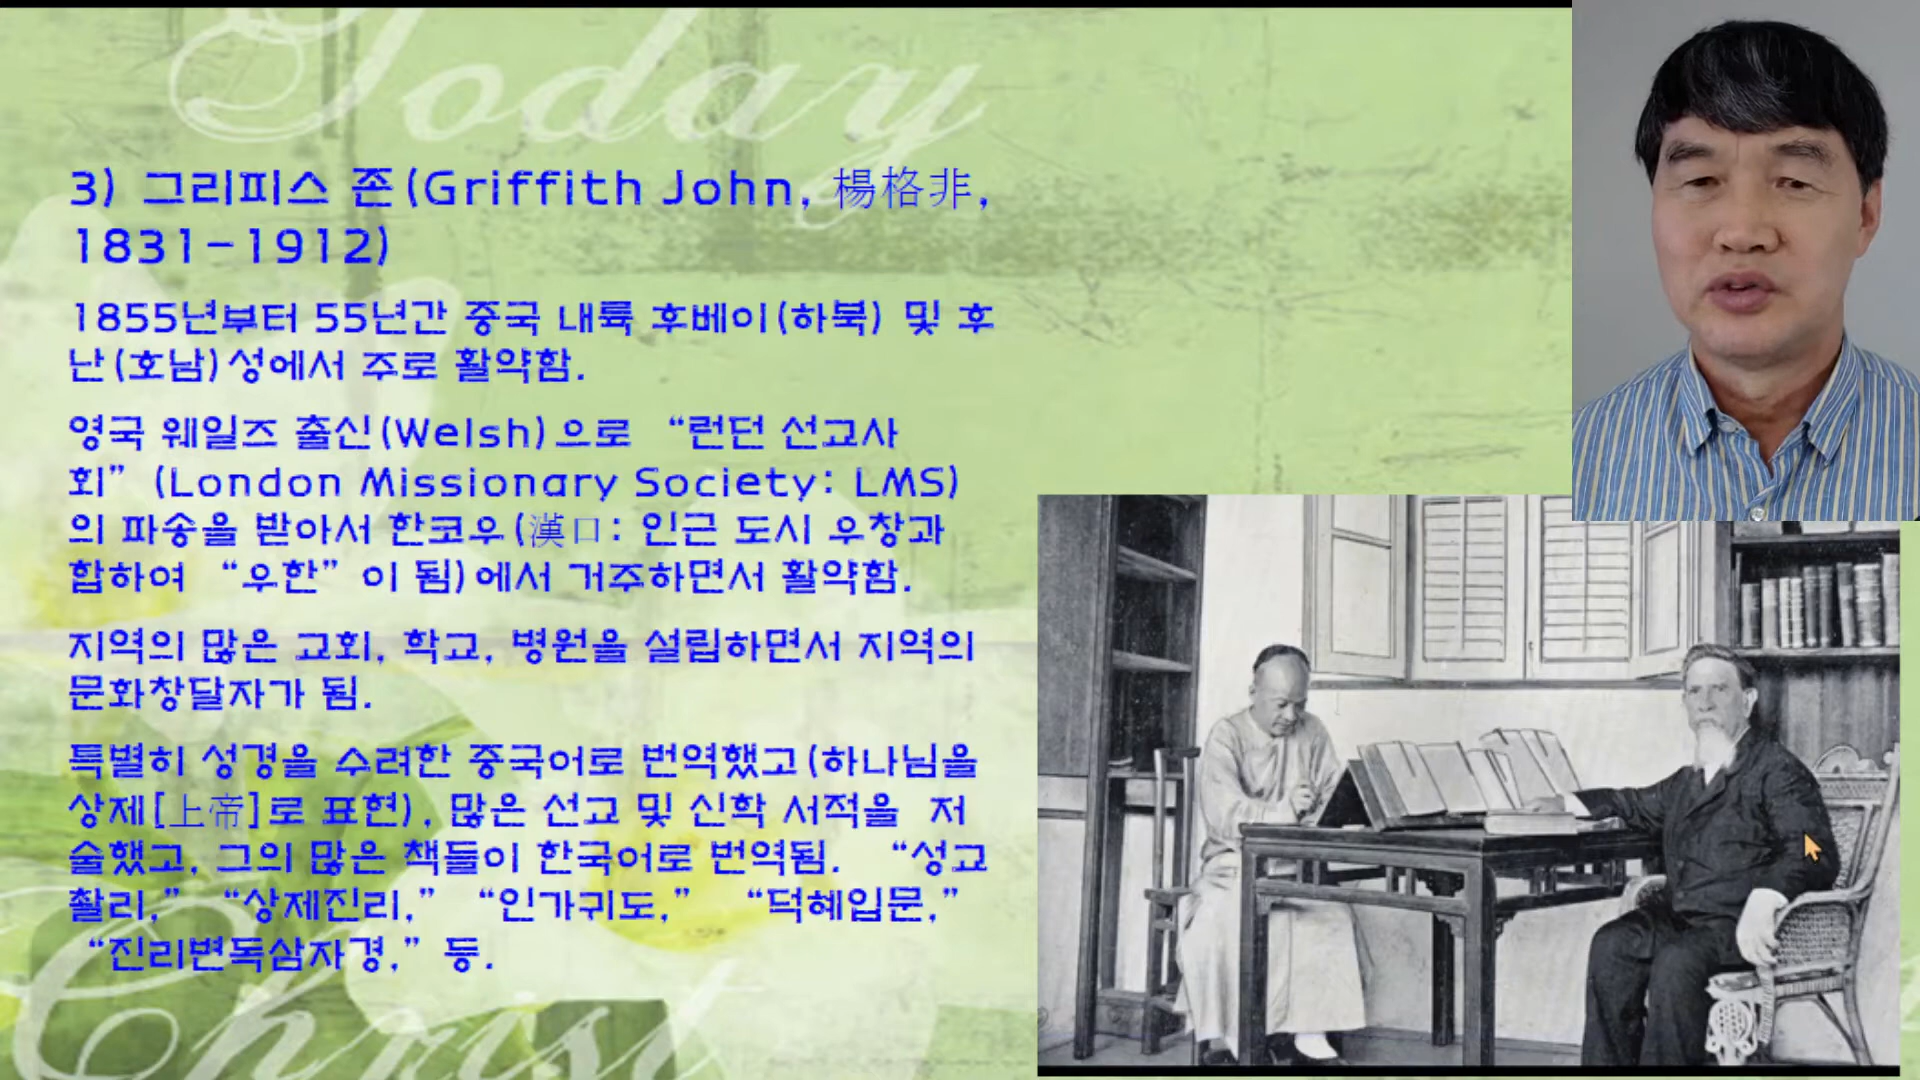 Today
3) 그리피스 존(Griffith John, 楊格非,
1831-1912)
1855년부터 55년간 중국 내륙 후베이(하북) 및 후
난(호남)성에서 주로 활약함.
영국 웨일즈 출신(Welsh)으로 “런던 선교사
회” (London Missionary Society: LMS)
의 파송을 받아서 한코우(漢口: 인근 도시 우창과
합하여 “우한”이 됨)에서 거주하면서 활약함.
지역의 많은 교회, 학교, 병원을 설립하면서 지역의
문화창달자가 됨.
특별히 성경을 수려한 중국어로 번역했고(하나님을
상제[上帝]로 표현), 많은 선교 및 신학 서적을 저
술했고, 그의 많은 책들이 한국어로 번역됨. “성교
촬리,” “상제진리,” “인가귀도,” “덕혜입문,”
“진리변독삼자경,” 등.
Christ